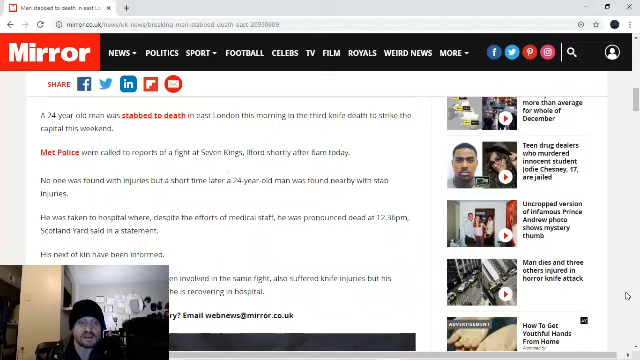 Man stabbed to death in east L
mirror.co.uk/news/uk-news/breaking-man-stabbed-death-east-20950609
Mirror
NEWS POLITICS SPORT FOOTBALL CELEBS TV FILM ROYALS WEIRD NEWS MORE
SHARE
A 24-year-old man was stabbed to death in east London this morning in the third knife death to strike the
capital this weekend.
Met Police were called to reports of a fight at Seven Kings, Ilford shortly after 6am today.
No one was found with injuries but a short time later a 24-year-old man was found nearby with stab
injuries.
He was taken to hospital where, despite the efforts of medical staff, he was pronounced dead at 12.36pm,
Scotland Yard said in a statement.
His next of kin have been informed.
en involved in the same fight, also suffered knife injuries but his
he is recovering in hospital.
ry? Email webnews@mirror.co.uk
more than average
for whole of
December
Teen drug dealers
who murdered
innocent student
Jodie Chesney, 17,
are jailed
Uncropped version
of infamous Prince
Andrew photo
shows mystery
thumb
Man dies and three
others injured in
horror knife attack
ADVERTISEMENT
How To Get
Youthful Hands
From Home
Promoted by